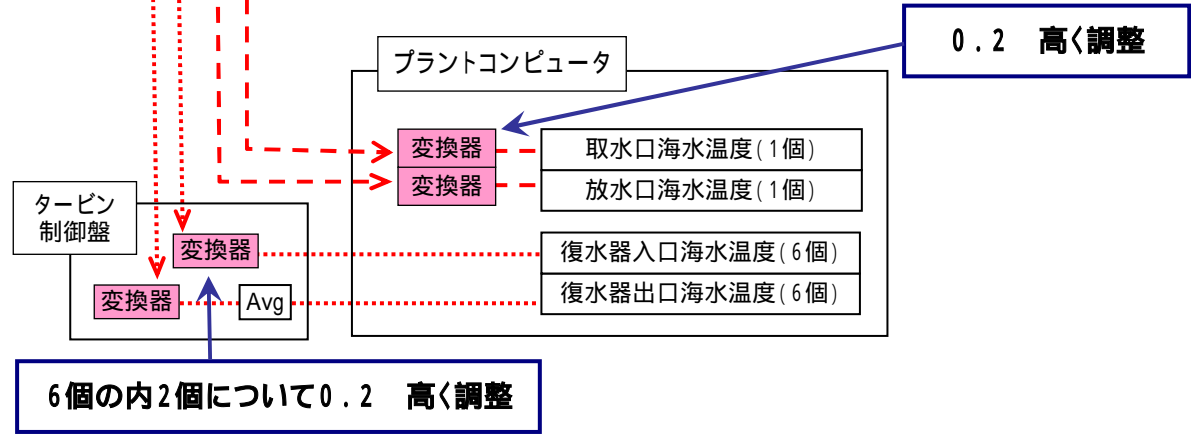 0.2 高く調整
プラントコンピュータ
変換器 取水口海水温度(1個)
変換器 放水口海水温度(1個)
タービン
制御盤
変換器 復水器入口海水温度(6個)
変換器 Avg 復水器出口海水温度(6個)
6個の内2個について0.2 高く調整